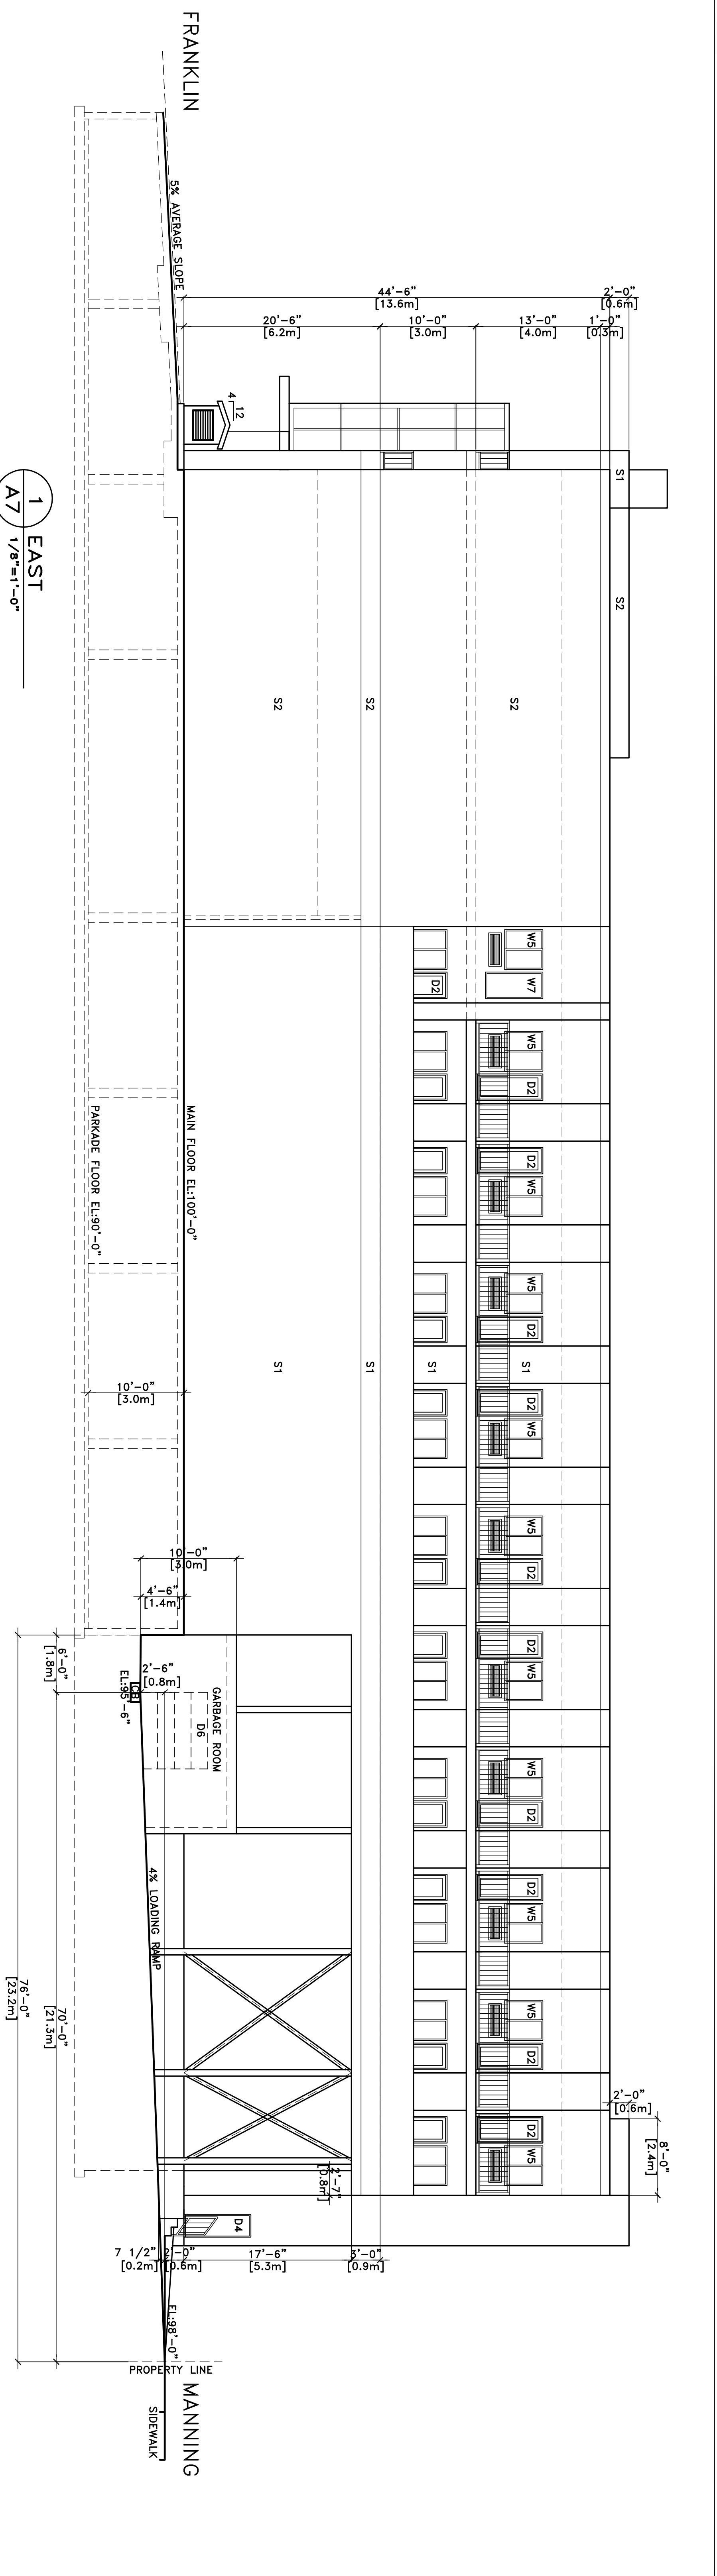 FRANKLIN
5% AVERAGE SLOPE
44'-6"
[13.6m]
2'-0"
[0.6m]
20'-6"
[6.2m]
10'-0"
[3.0m]
13'-0"
[4.0m]
1'-0"
[0.3m]
4
12
S1
S2
S2
S2
S2
1
A7
EAST
1/8"=1'-0"
W5
W7
D2
W5
D2
D2
W5
W5
D2
D2
W5
W5
D2
D2
W5
W5
D2
D2
W5
W5
D2
D2
W5
MAIN FLOOR EL:100'-0"
PARKADE FLOOR EL:90'-0"
S1
S1
S1
S1
10'-0"
[3.0m]
10'-0"
[3.0m]
4'-6"
[1.4m]
6'-0"
[1.8m]
2'-6"
[0.8m]
CB
EL:95'-6"
GARBAGE ROOM
D6
4% LOADING RAMP
76'-0"
[23.2m]
70'-0"
[21.3m]
2'-0"
[0.6m]
8'-0"
[2.4m]
2'-7"
[0.8m]
D4
7 1/2"
[0.2m]
2'-0"
[0.6m]
17'-6"
[5.3m]
3'-0"
[0.9m]
EL:98'-0"
PROPERTY LINE
MANNING
SIDEWALK